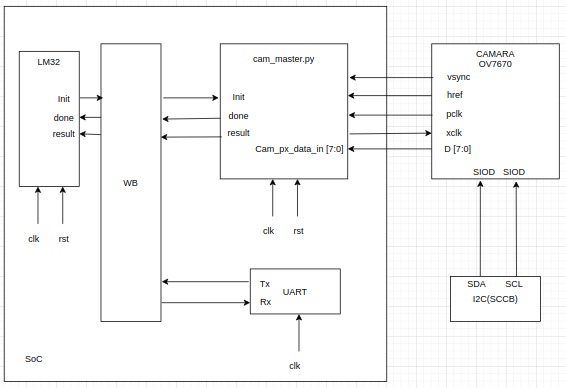 LM32
Init
done
result
clk
rst
WB
cam_master.py
Init
done
result
Cam_px_data_in [7:0]
clk
rst
CAMARA
OV7670
vsync
href
pclk
xclk
D [7:0]
SIOD
SIOD
SDA
SCL
I2C(SCCB)
Tx
Rx
UART
clk
SoC